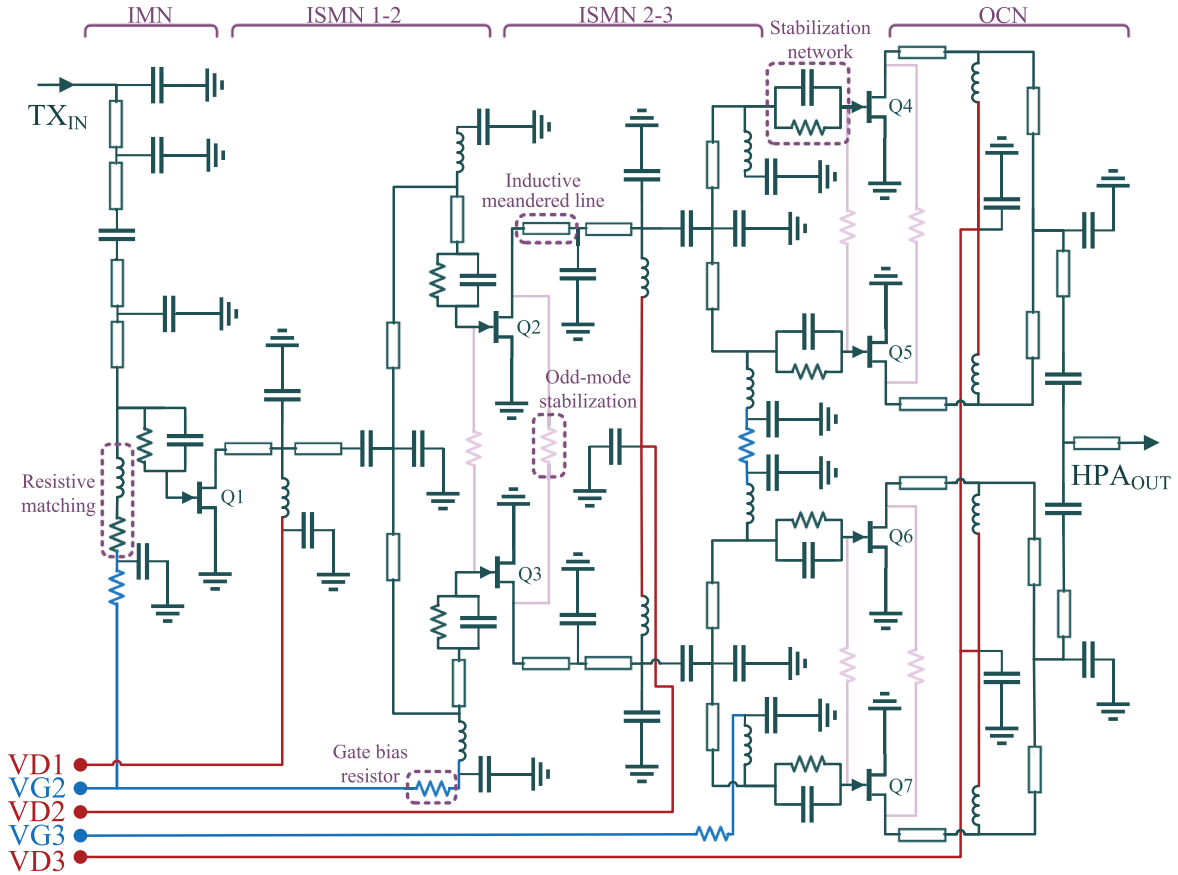 IMN
ISMN 1-2
ISMN 2-3
OCN
Stabilization
network
TX_IN
Q4
Inductive
meandered line
Q2
Q5
Odd-mode
stabilization
HPA_OUT
Resistive
matching
Q1
Q6
Q3
Gate bias
resistor
Q7
VD1
VG2
VD2
VG3
VD3